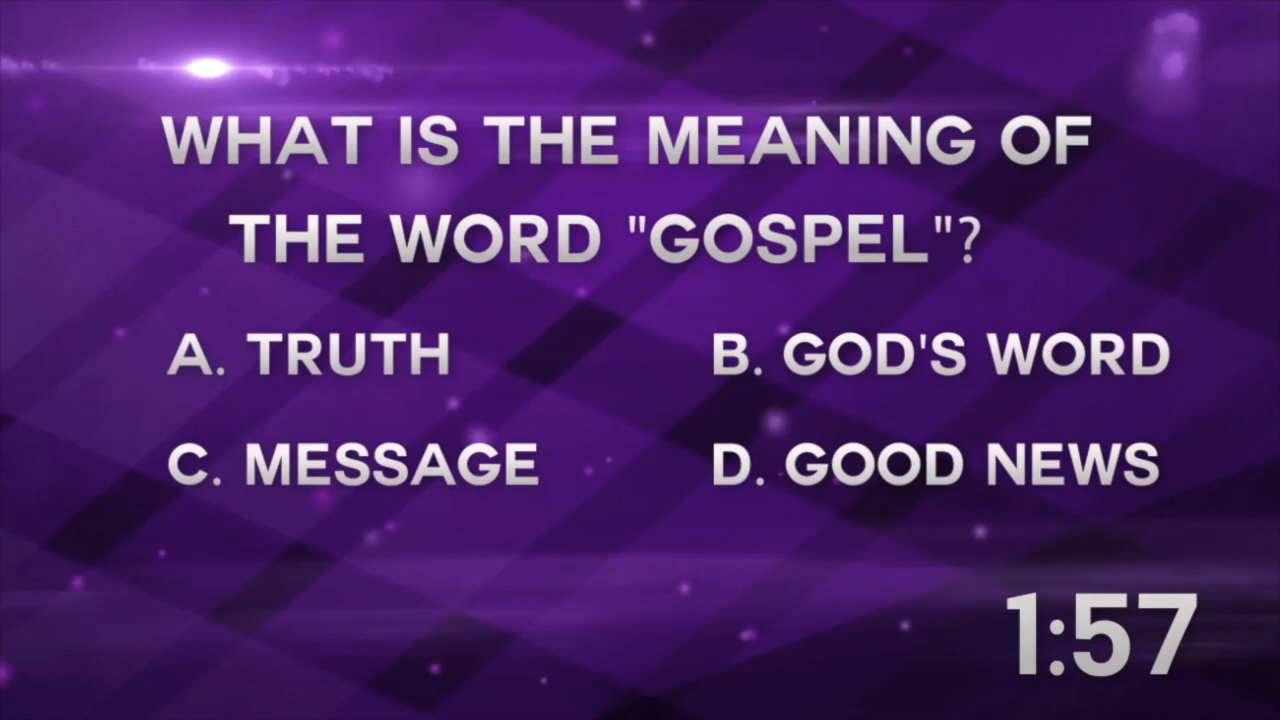 WHAT IS THE MEANING OF
THE WORD "GOSPEL"?
A. TRUTH
B. GOD'S WORD
C. MESSAGE
D. GOOD NEWS
1:57